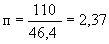 п = 110/46,4 = 2,37